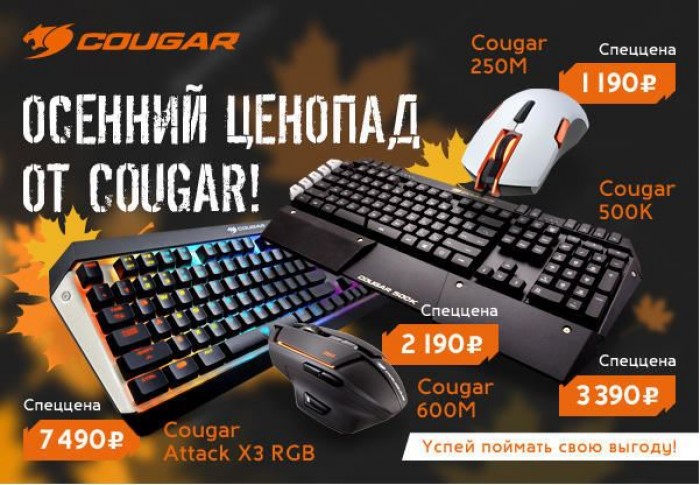 COUGAR
ОСЕННИЙ ЦЕНОПАД
ОТ COUGAR!
Cougar
250M
Спеццена
1 190₽
Cougar
500K
COUGAR
COUGAR 500K
Спеццена
2 190₽
Cougar
600M
Спеццена
3 390₽
Спеццена
7 490₽
Cougar
Attack X3 RGB
Успей поймать свою выгоду!